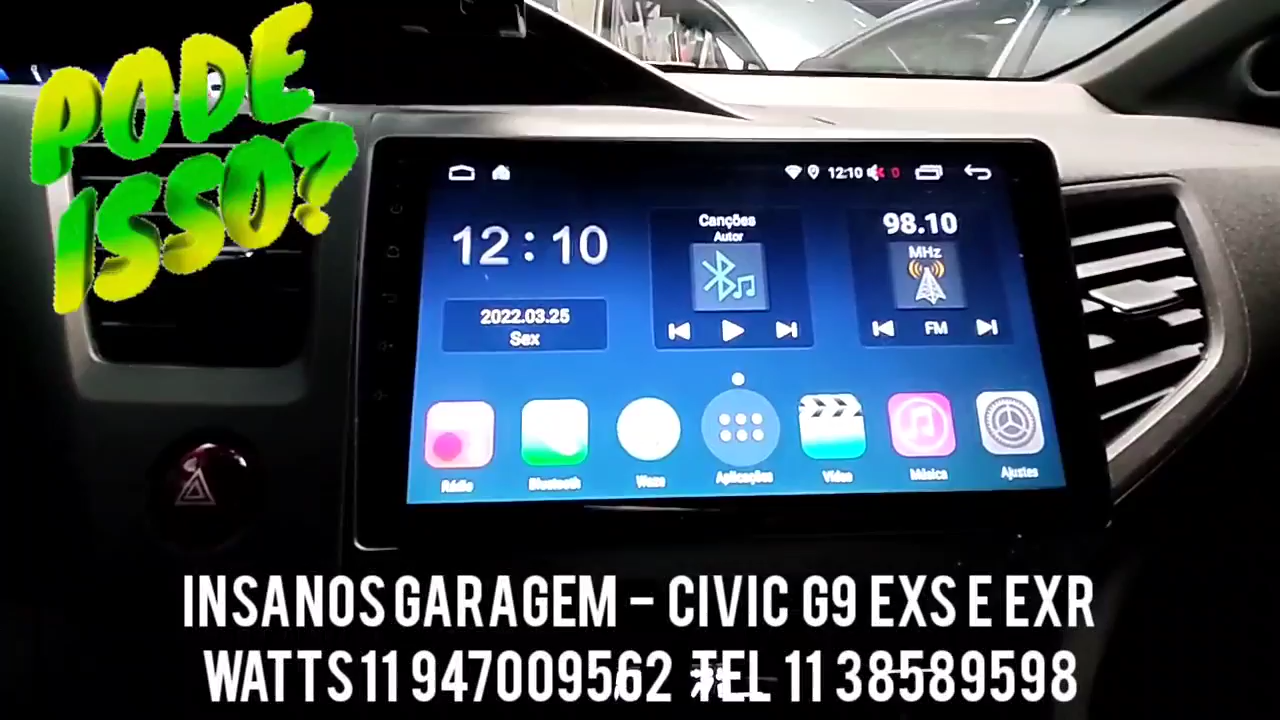 PODE
ISSO?
12:10
0
12 : 10
2022.03.25
Sex
Canções
Autor
98.10
MHz
FM
Rádio
Bluetooth
Waze
Aplicações
Vídeo
Música
Ajustes
INSANOS GARAGEM - CIVIC G9 EXS E EXR
WATTS 11 947009562 TEL 11 38589598